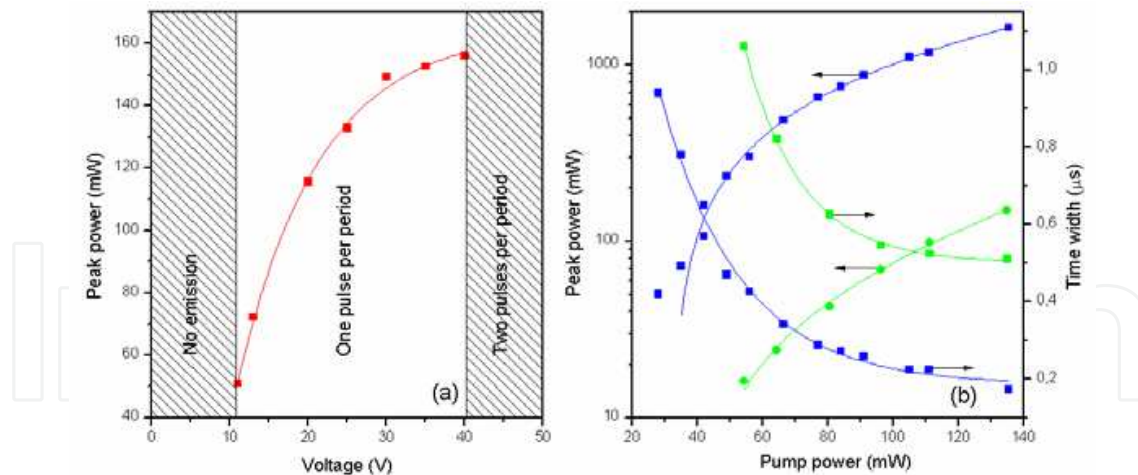 160
140
120
100
80
60
40
Peak power (mW)
No emission
One pulse per period
Two pulses per period
(a)
0 10 20 30 40 50
Voltage (V)
1000
100
10
Peak power (mW)
1,0
0,8
0,6
0,4
0,2
Time width (μs)
(b)
20 40 60 80 100 120 140
Pump power (mW)